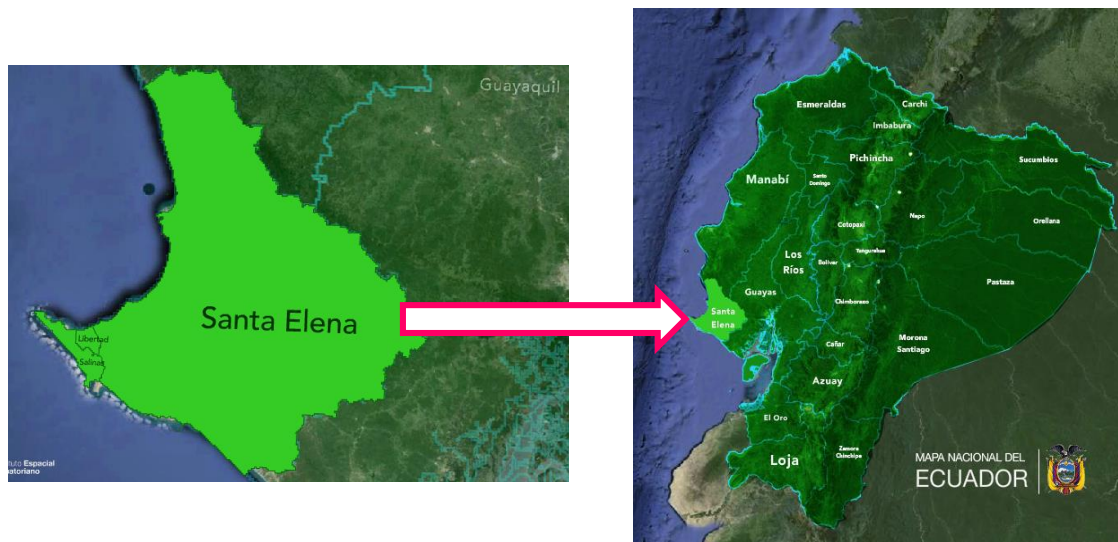 Guayaquil
Santa Elena
Libertad
Salinas
Espacial
Esmeraldas
Carchi
Imbabura
Pichincha
Sucumbios
Manabí
Santo
Domingo
Napo
Orellana
Cotopaxi
Los
Ríos
Bolívar
Tungurahua
Pastaza
Guayas
Chimborazo
Santa
Elena
Cañar
Morona
Santiago
Azuay
El Oro
Zamora
Chinchipe
Loja
MAPA NACIONAL DEL
ECUADOR